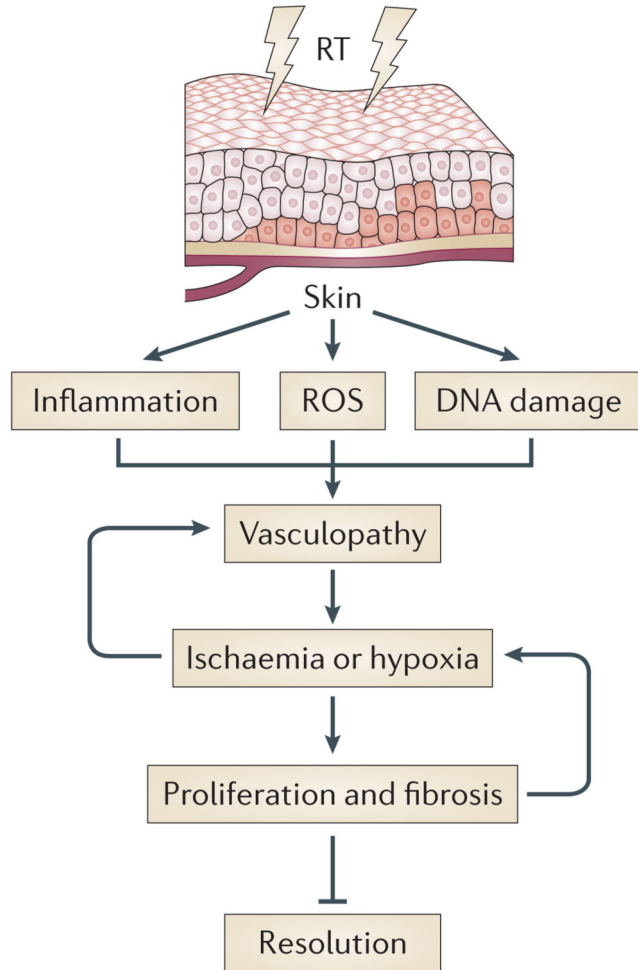 RT
Skin
Inflammation
ROS
DNA damage
Vasculopathy
Ischaemia or hypoxia
Proliferation and fibrosis
Resolution